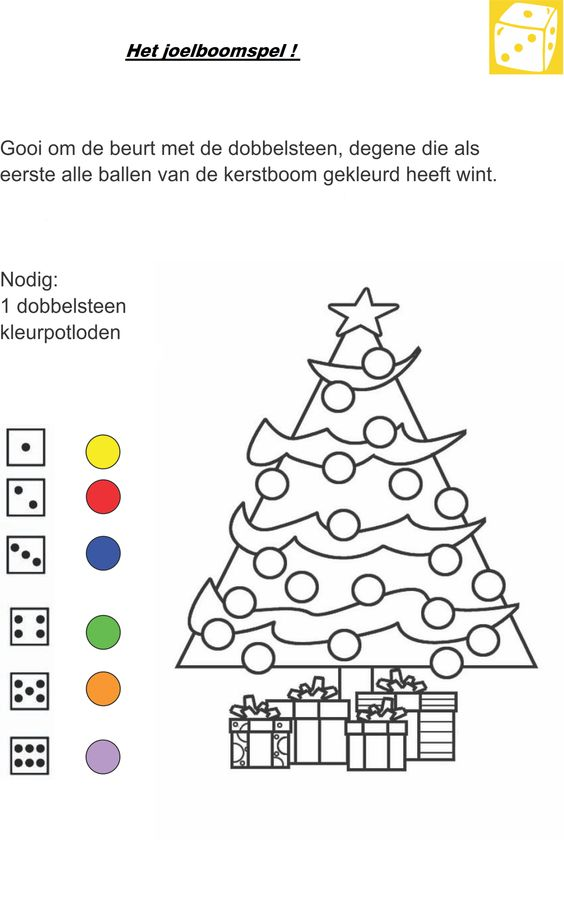 Het joelboomspel !
Gooi om de beurt met de dobbelsteen, degene die als
eerste alle ballen van de kerstboom gekleurd heeft wint.
Nodig:
1 dobbelsteen
kleurpotloden